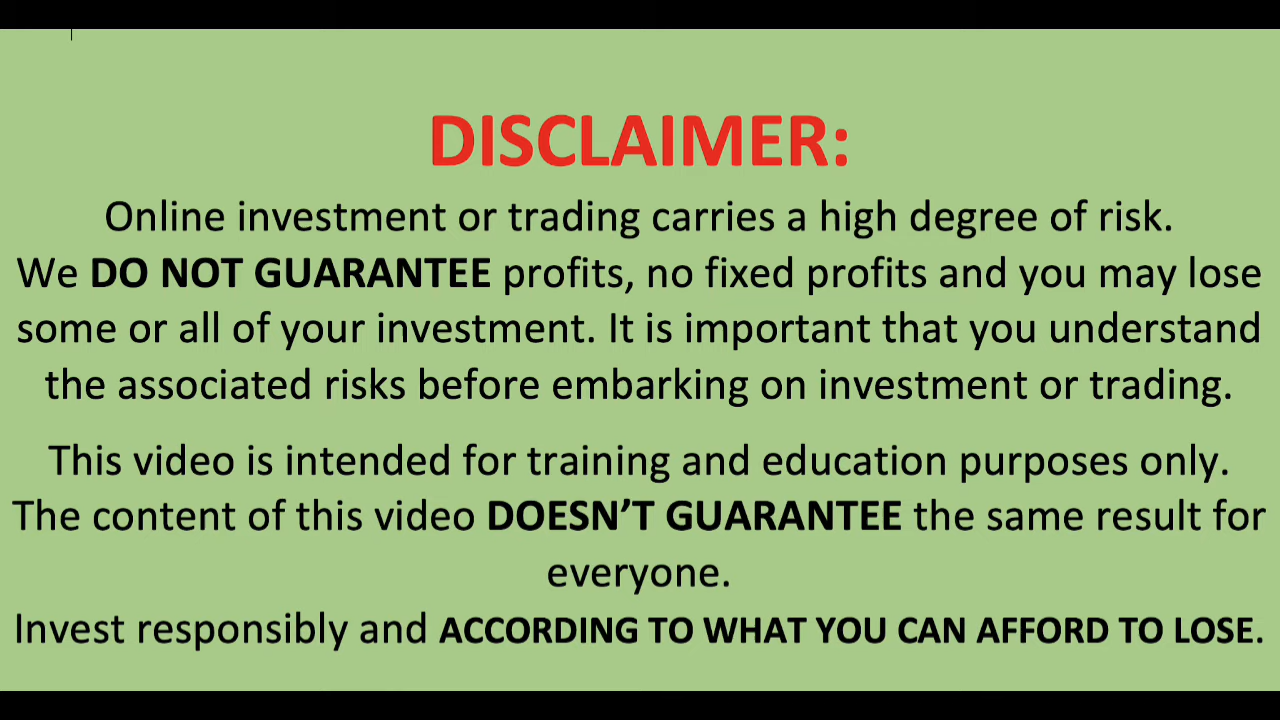 DISCLAIMER:
Online investment or trading carries a high degree of risk.
We DO NOT GUARANTEE profits, no fixed profits and you may lose
some or all of your investment. It is important that you understand
the associated risks before embarking on investment or trading.
This video is intended for training and education purposes only.
The content of this video DOESN’T GUARANTEE the same result for
everyone.
Invest responsibly and ACCORDING TO WHAT YOU CAN AFFORD TO LOSE.